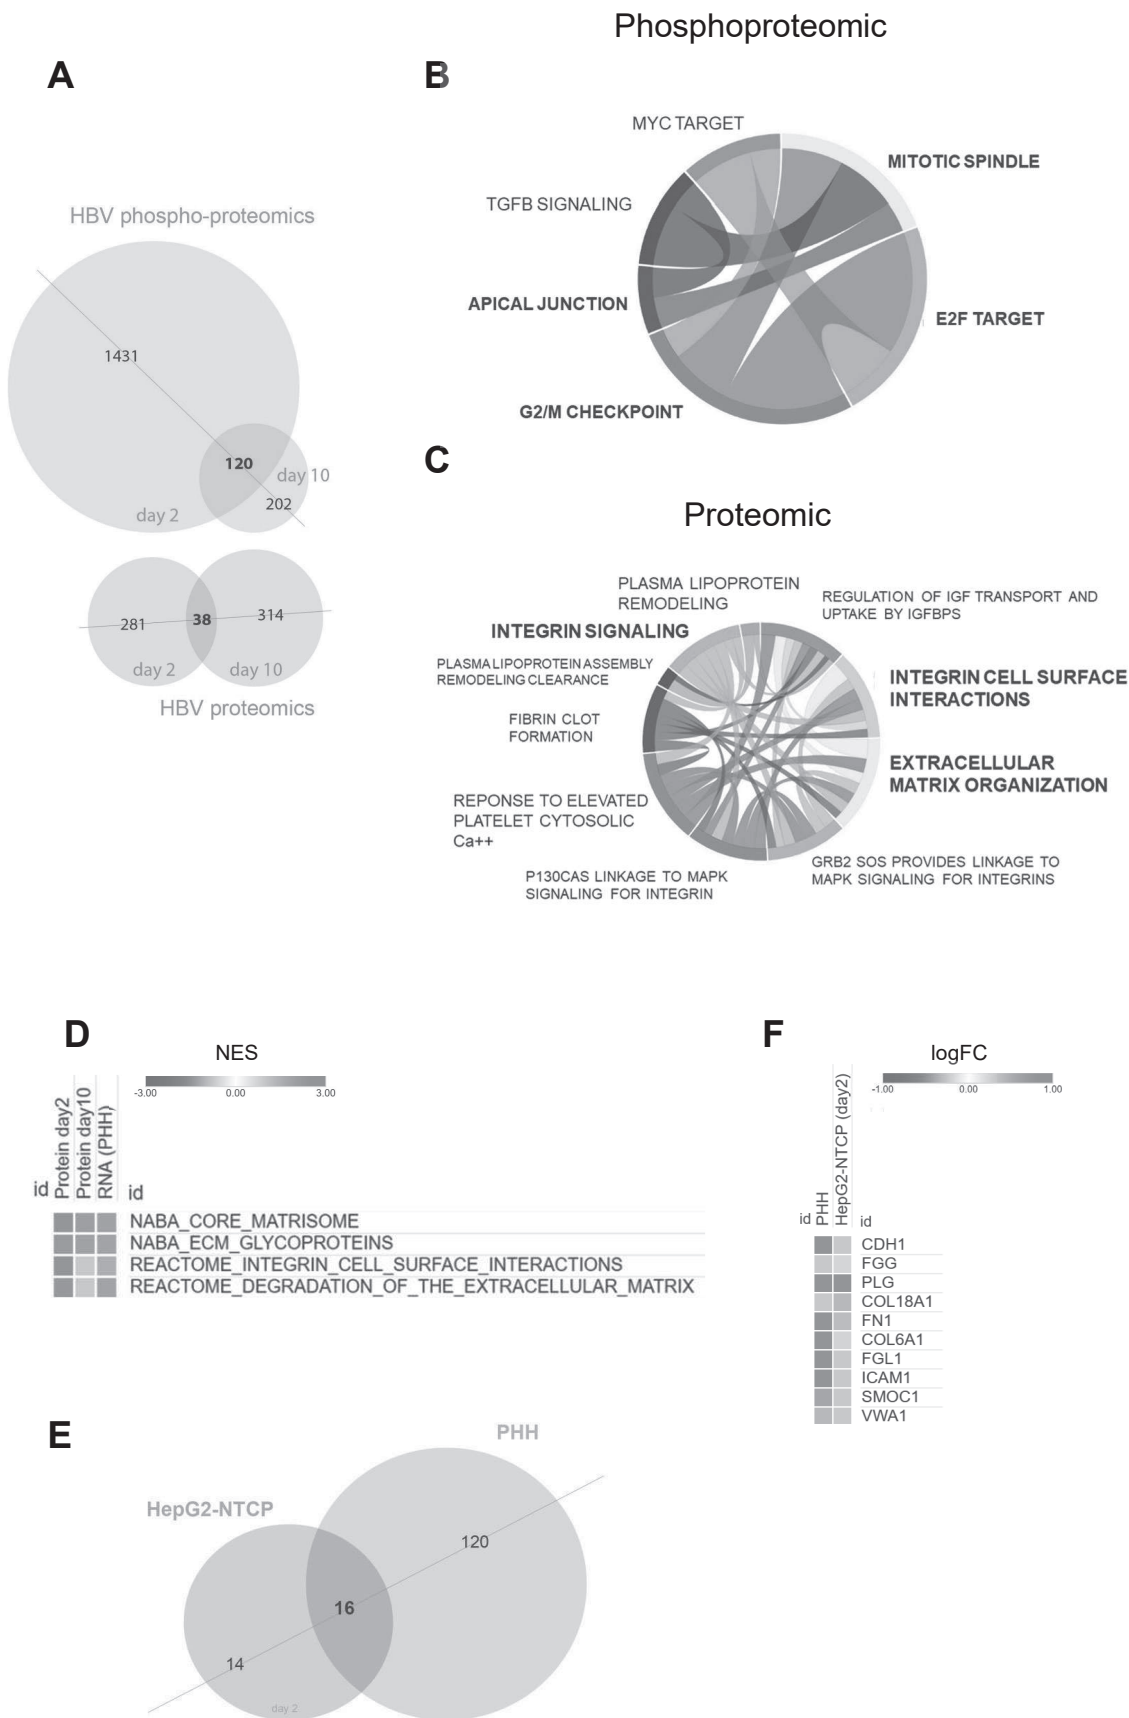 Phosphoproteomic
A
B
HBV phospho-proteomics
1431
120
day 10
202
day 2
281
38
314
day 2
day 10
HBV proteomics
MYC TARGET
MITOTIC SPINDLE
TGFB SIGNALING
APICAL JUNCTION
E2F TARGET
G2/M CHECKPOINT
C
Proteomic
PLASMA LIPOPROTEIN
REMODELING
REGULATION OF IGF TRANSPORT AND
UPTAKE BY IGFBPS
INTEGRIN SIGNALING
PLASMA LIPOPROTEIN ASSEMBLY
REMODELING CLEARANCE
INTEGRIN CELL SURFACE
INTERACTIONS
FIBRIN CLOT
FORMATION
EXTRACELLULAR
MATRIX ORGANIZATION
REPONSE TO ELEVATED
PLATELET CYTOSOLIC
Ca++
GRB2 SOS PROVIDES LINKAGE TO
MAPK SIGNALING FOR INTEGRINS
P130CAS LINKAGE TO MAPK
SIGNALING FOR INTEGRIN
D
NES
-3.00 0.00 3.00
id Protein day2 Protein day10 RNA (PHH) id
NABA_CORE_MATRISOME
NABA_ECM_GLYCOPROTEINS
REACTOME_INTEGRIN_CELL_SURFACE_INTERACTIONS
REACTOME_DEGRADATION_OF_THE_EXTRACELLULAR_MATRIX
F
logFC
-1.00 0.00 1.00
id PHH HepG2-NTCP (day2) id
CDH1
FGG
PLG
COL18A1
FN1
COL6A1
FGL1
ICAM1
SMOC1
VWA1
E
PHH
HepG2-NTCP
120
16
14
day 2